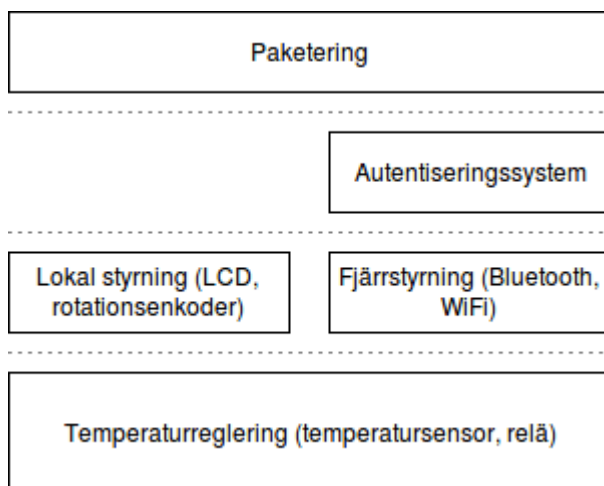 Paketering
Autentiseringssystem
Lokal styrning (LCD,
rotationsenkoder)
Fjärrstyrning (Bluetooth,
WiFi)
Temperaturreglering (temperatursensor, relä)